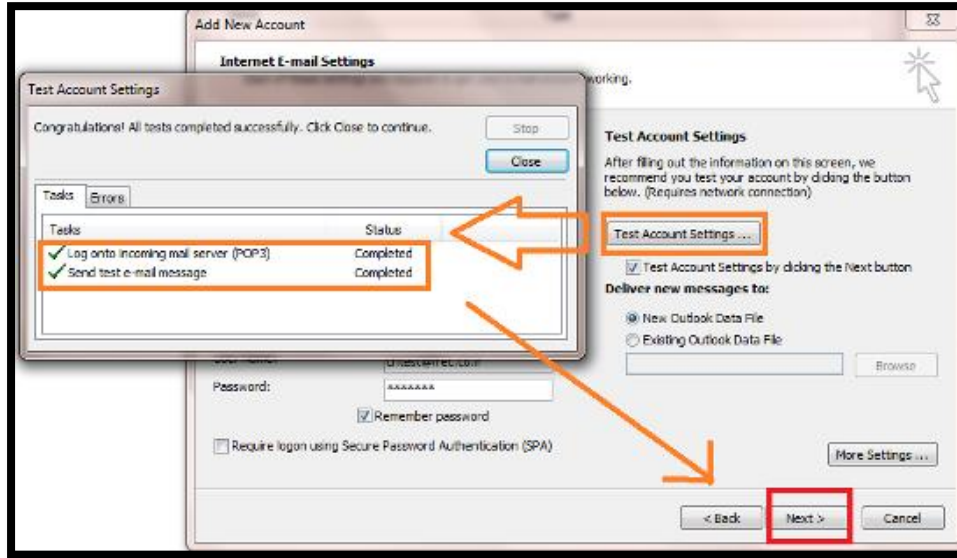 Add New Account
Internet E-mail Settings
working.
Test Account Settings
Congratulations! All tests completed successfully. Click Close to continue.
Stop
Close
Tasks
Errors
Tasks Status
Log onto incoming mail server (POP3) Completed
Send test e-mail message Completed
Test Account Settings
After filling out the information on this screen, we
recommend you test your account by clicking the button
below. (Requires network connection)
Test Account Settings ...
Test Account Settings by clicking the Next button
Deliver new messages to:
New Outlook Data File
Existing Outlook Data File
Browse
Password: *******
Remember password
Require logon using Secure Password Authentication (SPA)
More Settings ...
< Back Next > Cancel